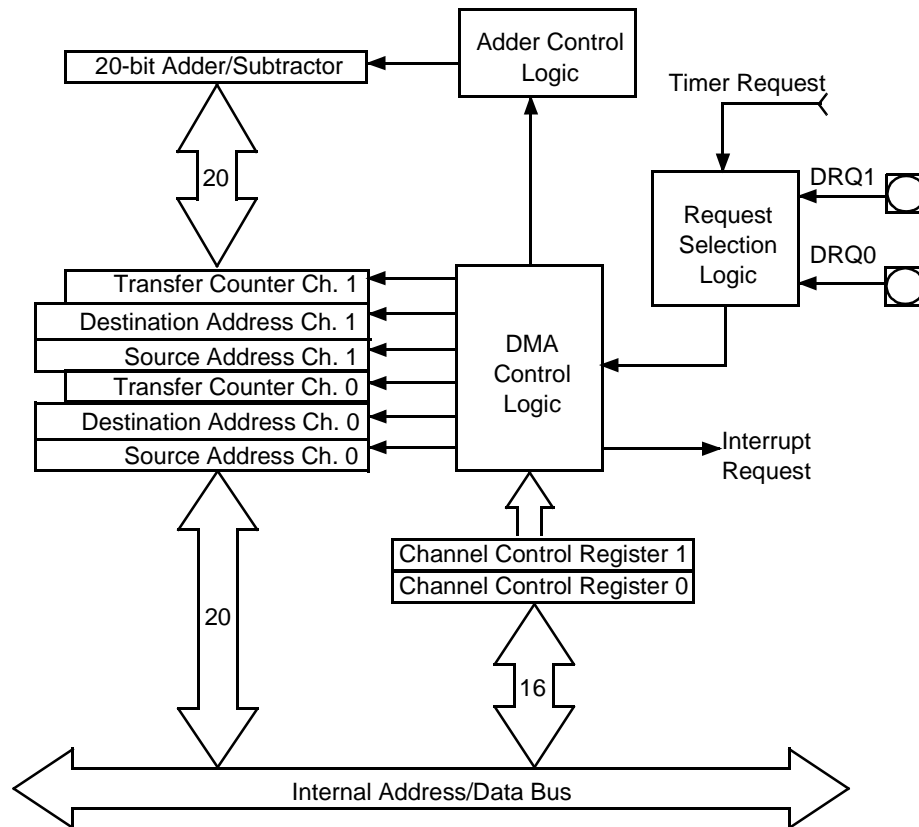 Adder Control
Logic
20-bit Adder/Subtractor
Timer Request
20
DRQ1
Request
Selection
Logic
DRQ0
Transfer Counter Ch. 1
Destination Address Ch. 1
Source Address Ch. 1
Transfer Counter Ch. 0
Destination Address Ch. 0
Source Address Ch. 0
DMA
Control
Logic
Interrupt
Request
Channel Control Register 1
Channel Control Register 0
20
16
Internal Address/Data Bus